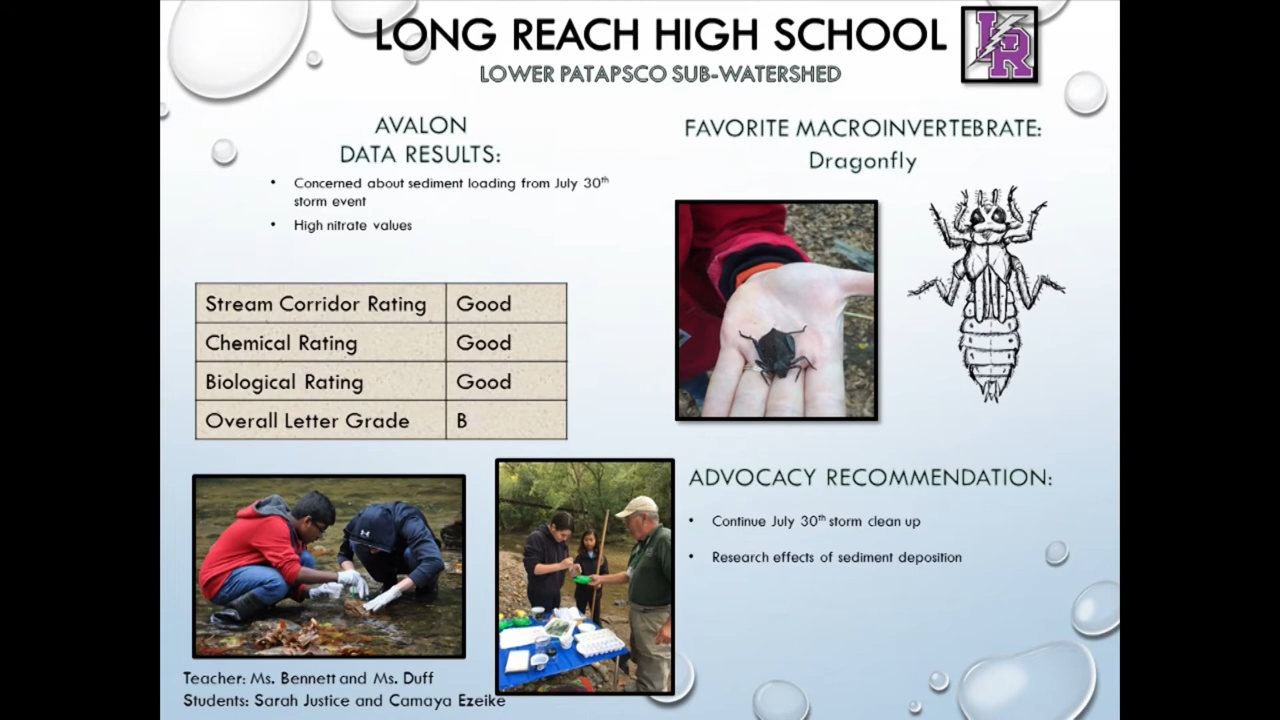 LONG REACH HIGH SCHOOL
LR
LOWER PATAPSCO SUB-WATERSHED
AVALON
DATA RESULTS:
• Concerned about sediment loading from July 30th
storm event
• High nitrate values
Stream Corridor Rating Good
Chemical Rating Good
Biological Rating Good
Overall Letter Grade B
FAVORITE MACROINVERTEBRATE:
Dragonfly
ADVOCACY RECOMMENDATION:
• Continue July 30th storm clean up
• Research effects of sediment deposition
Teacher: Ms. Bennett and Ms. Duff
Students: Sarah Justice and Camaya Ezeike